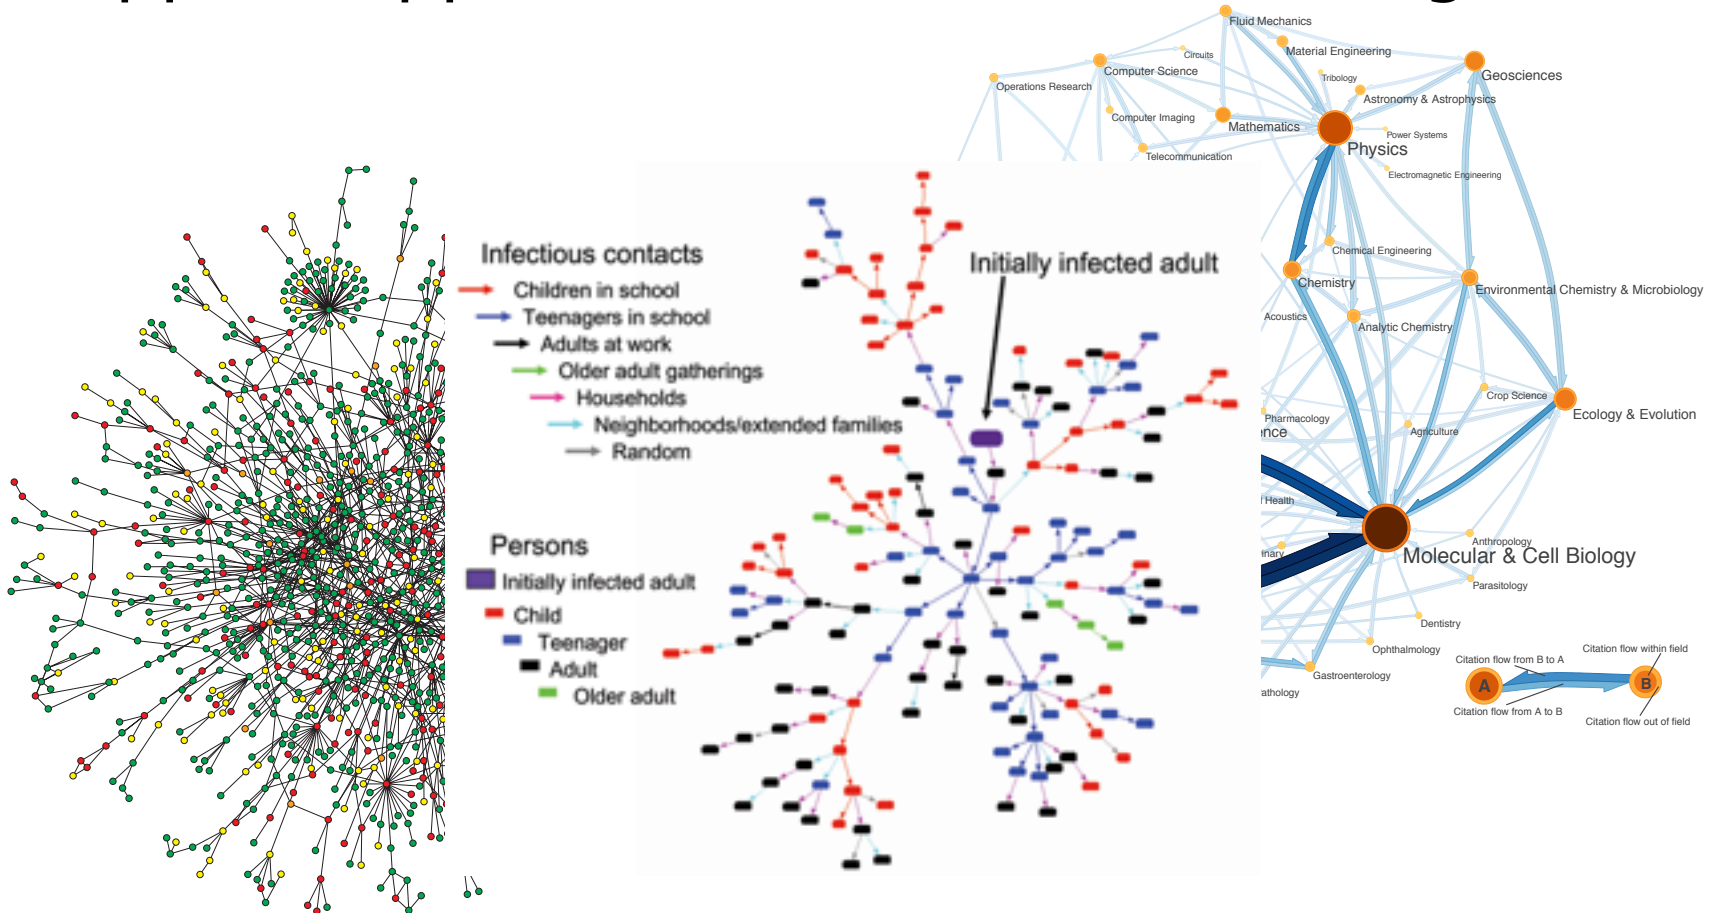 Fluid Mechanics
Material Engineering
Circuits
Computer Science
Tribology
Geosciences
Operations Research
Astronomy & Astrophysics
Computer Imaging
Mathematics
Power Systems
Physics
Telecommunication
Electromagnetic Engineering
Chemical Engineering
Chemistry
Environmental Chemistry & Microbiology
Acoustics
Analytic Chemistry
Crop Science
Ecology & Evolution
Pharmacology
nce
Agriculture
Health
Anthropology
inary
Molecular & Cell Biology
Parasitology
Dentistry
Ophthalmology
Gastroenterology
athology
Infectious contacts
Children in school
Teenagers in school
Adults at work
Older adult gatherings
Households
Neighborhoods/extended families
Random
Initially infected adult
Persons
Initially infected adult
Child
Teenager
Adult
Older adult
Citation flow from B to A
Citation flow within field
A
B
Citation flow from A to B
Citation flow out of field